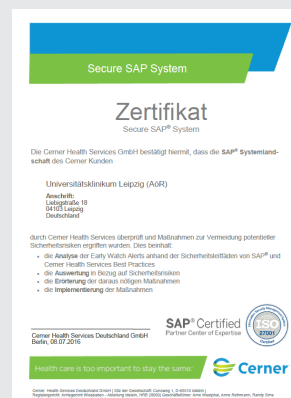 Secure SAP System
Zertifikat
Secure SAP® System
Die Cerner Health Services GmbH bestätigt hiermit, dass die SAP® Systemland-
schaft des Cerner Kunden
Universitätsklinikum Leipzig (AöR)
Anschrift:
Liebigstraße 18
04103 Leipzig
Deutschland
durch Cerner Health Services überprüft und Maßnahmen zur Vermeidung potentieller
Sicherheitsrisiken ergriffen wurden. Dies beinhaltet:
• die Analyse der Early Watch Alerts anhand der Sicherheitsleitfäden von SAP® und
Cerner Health Services Best Practices
• die Auswertung in Bezug auf Sicherheitsrisiken
• die Erörterung der daraus nötigen Maßnahmen
• die Implementierung der Maßnahmen
SAP® Certified
Partner Center of Expertise
ISO
27001
Cerner Health Services Deutschland GmbH
Berlin, 08.07.2016
Health care is too important to stay the same.
Cerner
Cerner Health Services Deutschland GmbH